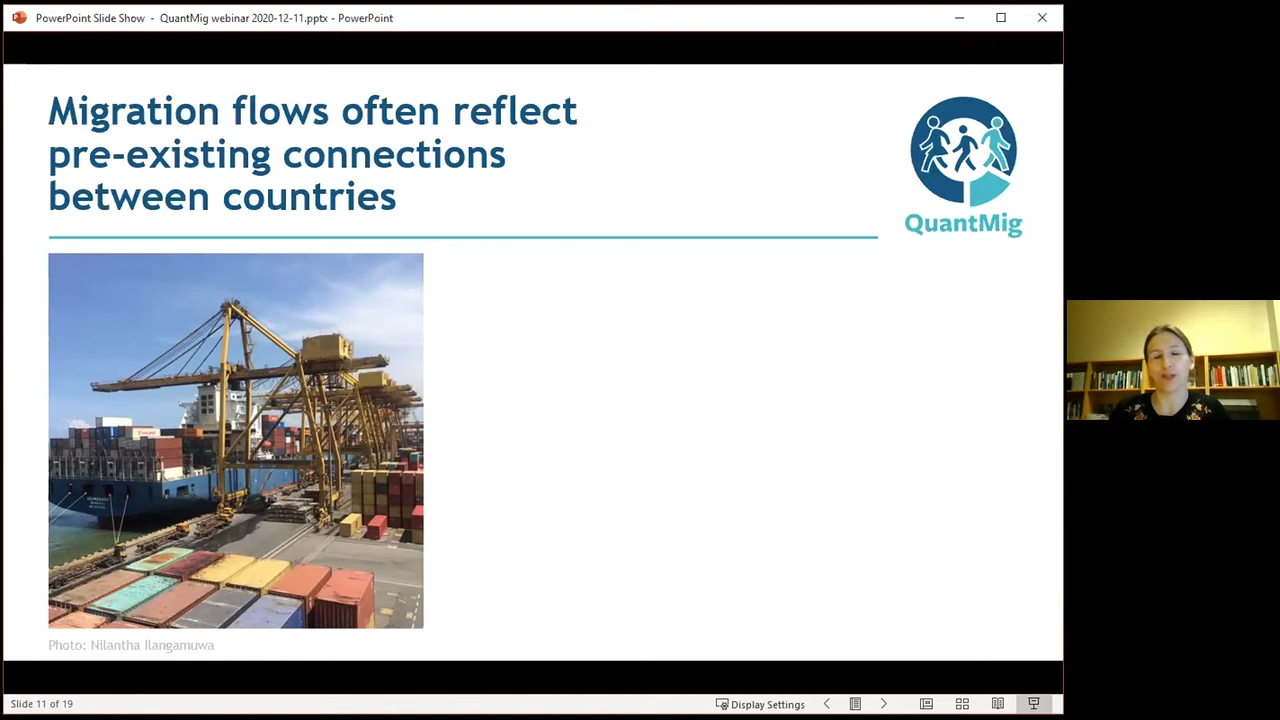 PowerPoint Slide Show - QuantMig webinar 2020-12-11.pptx - PowerPoint
Migration flows often reflect
pre-existing connections
between countries
QuantMig
Photo: Nilantha Ilangamuwa
Slide 11 of 19
Display Settings